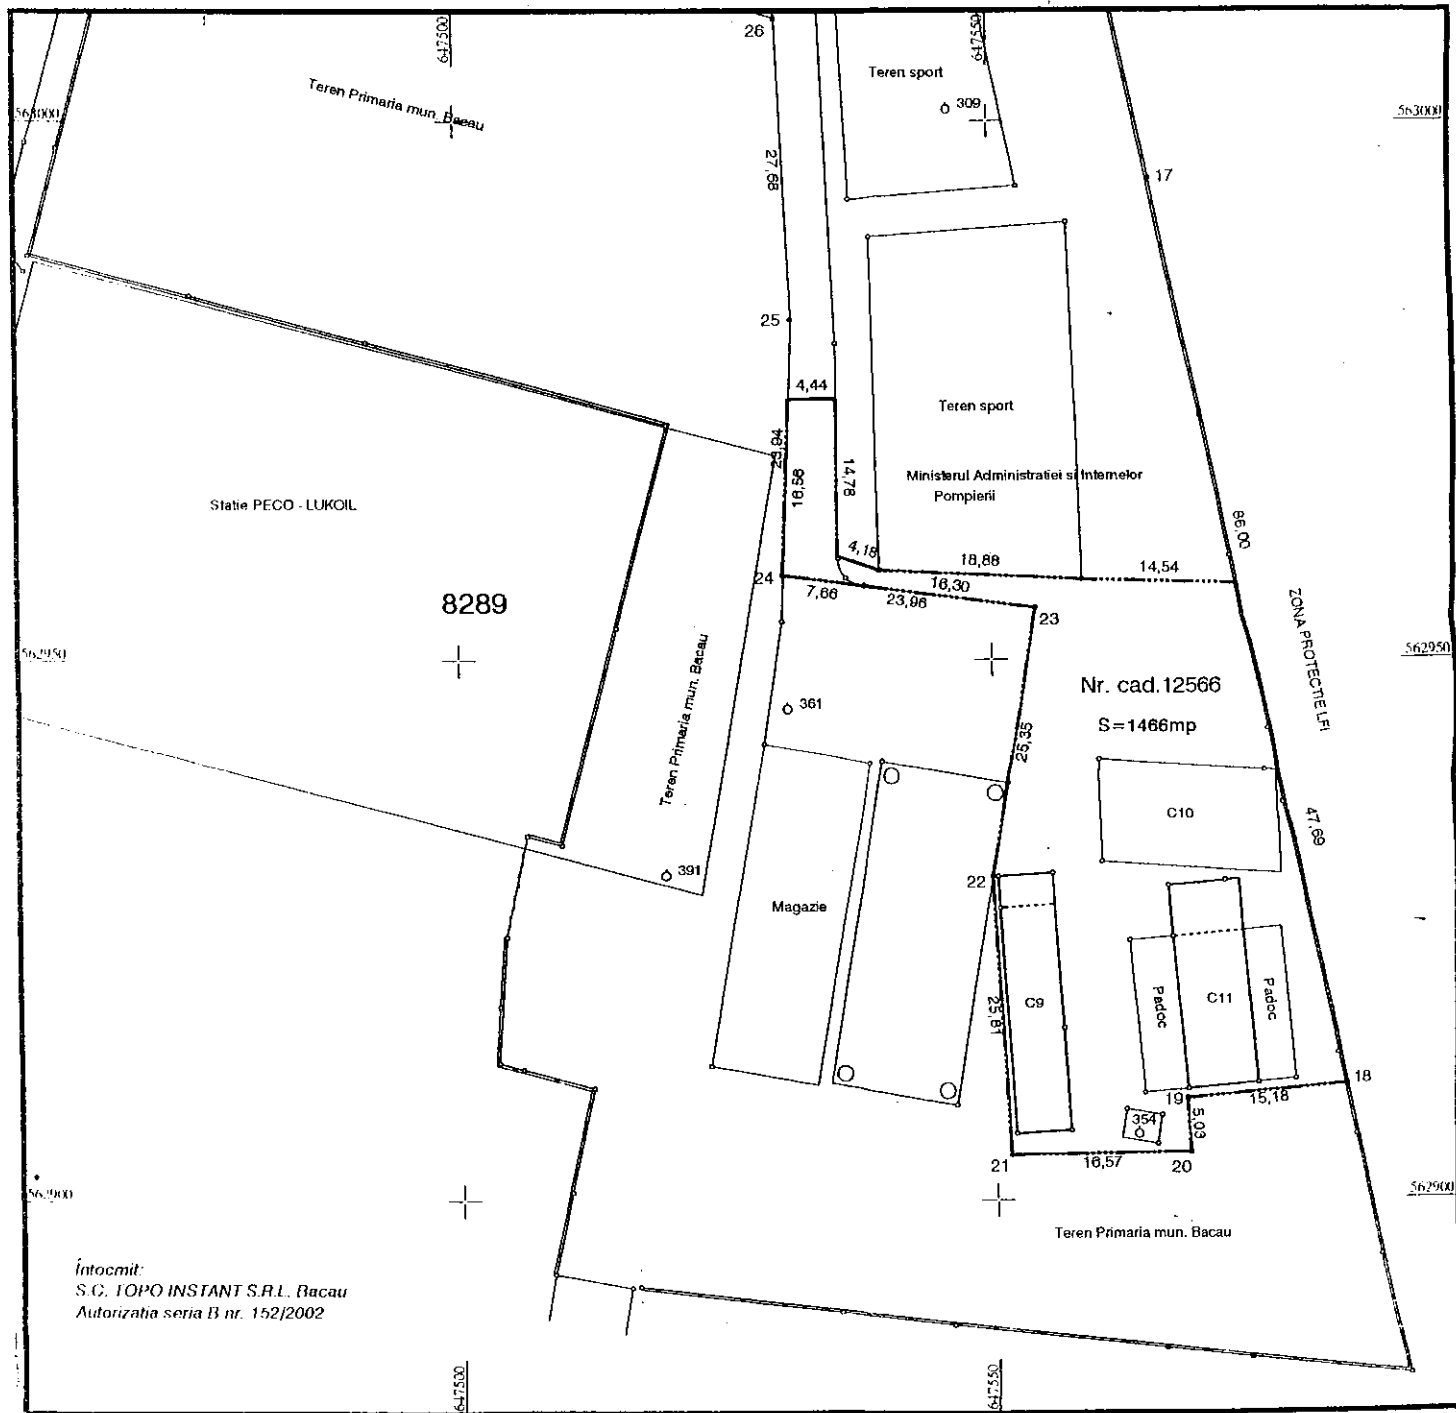 647500
26
647550
Teren sport
309
Teren Primaria mun. Bacau
563000
563000
27,68
17
25
4,44
Teren sport
23,94
16,56
14,78
Ministerul Administratiei si Internelor
Pompierii
Statie PECO - LUKOIL
86,00
4,18
18,88
14,54
24
7,66
16,30
23,96
23
8289
ZONA PROTECTIE LFI
562950
562950
Teren Primaria mun. Bacau
Nr. cad.12566
S=1466mp
361
25,35
C10
47,69
391
22
Magazie
C9
25,81
Padoc
C11
Padoc
18
19
15,18
354
5,03
21
16,57
20
562900
562900
Teren Primaria mun. Bacau
Întocmit:
S.C. TOPO INSTANT S.R.L. Bacau
Autorizatia seria B nr. 152/2002
647500
647550